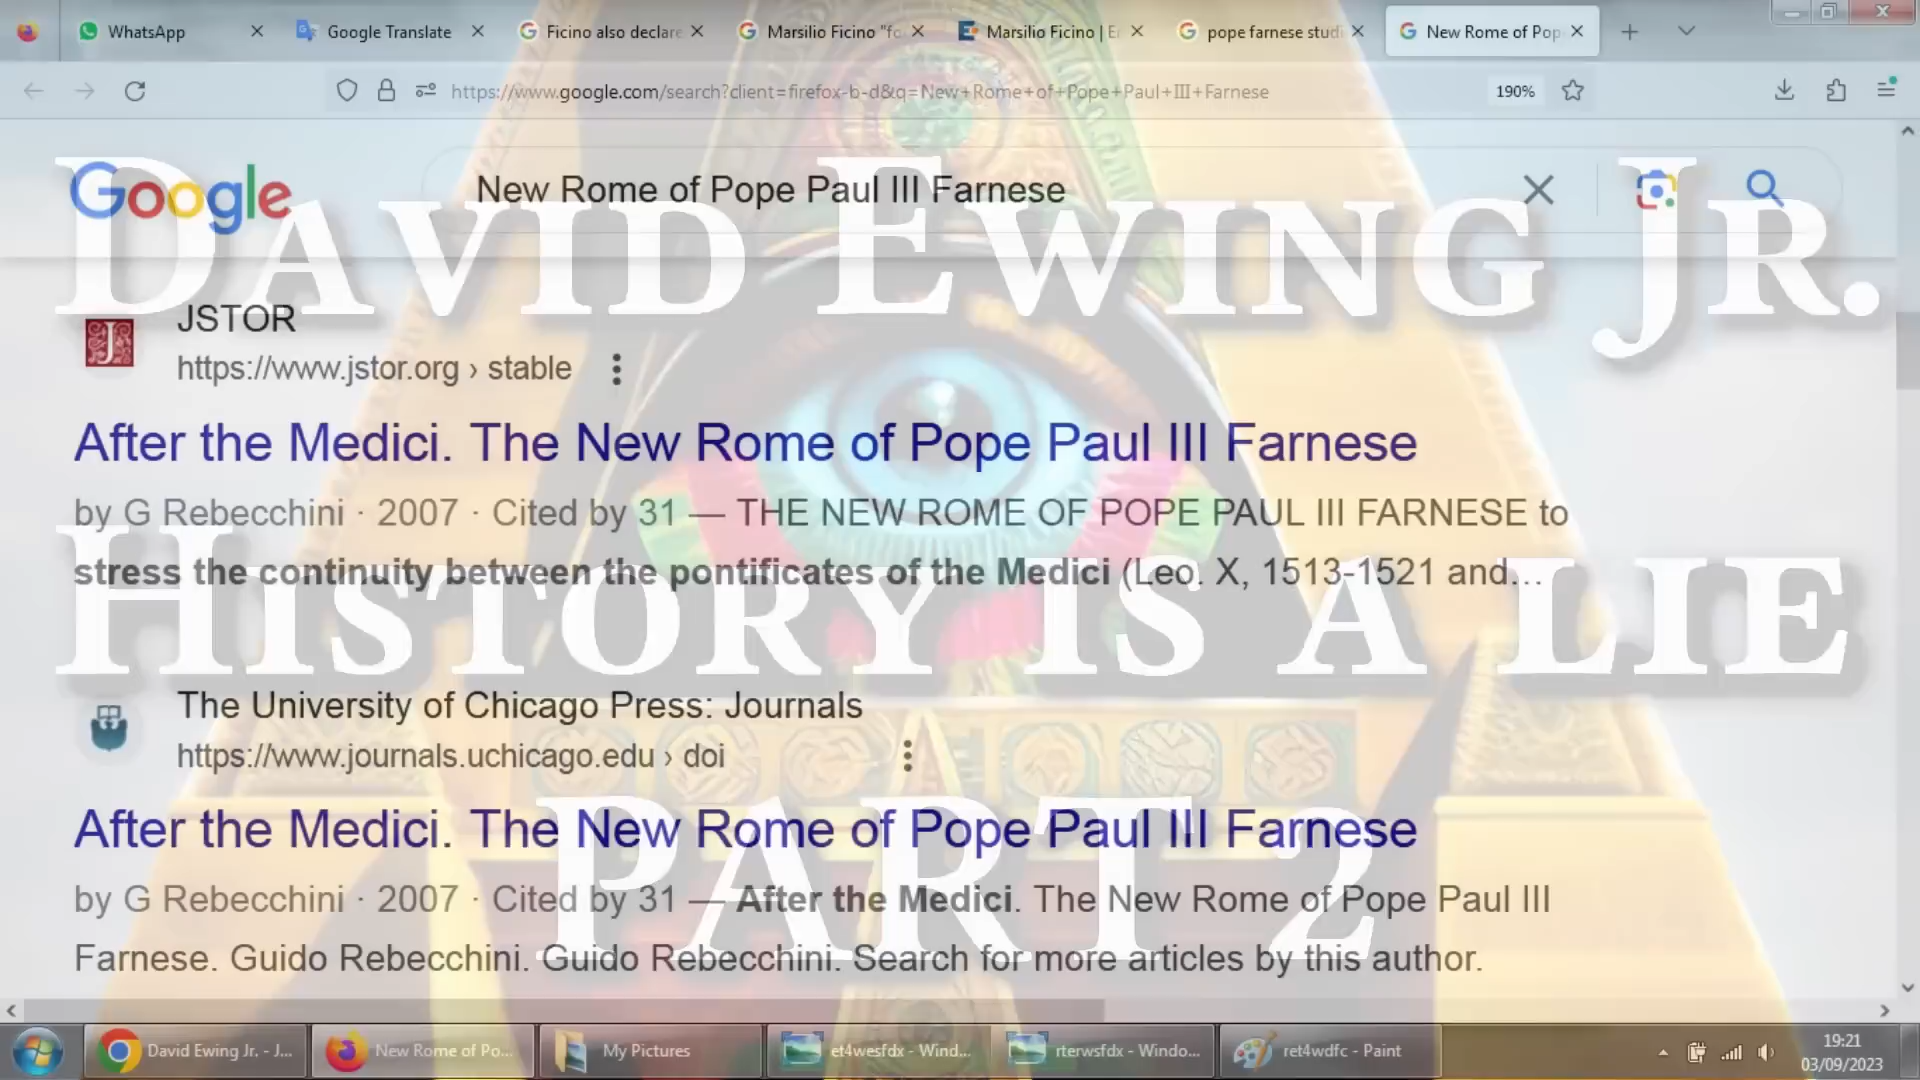 WhatsApp
Google Translate
Ficino also declare
Marsilio Ficino "fo
Marsilio Ficino | E
pope farnese studi
New Rome of Pop
https://www.google.com/search?client=firefox-b-d&q=New+Rome+of+Pope+Paul+III+Farnese
190%
Google
New Rome of Pope Paul III Farnese
DAVID EWING JR.
JSTOR
https://www.jstor.org › stable
After the Medici. The New Rome of Pope Paul III Farnese
by G Rebecchini · 2007 · Cited by 31 — THE NEW ROME OF POPE PAUL III FARNESE to
stress the continuity between the pontificates of the Medici (Leo. X, 1513-1521 and...
HISTORY IS A LIE
The University of Chicago Press: Journals
https://www.journals.uchicago.edu › doi
After the Medici. The New Rome of Pope Paul III Farnese
PART 2
by G Rebecchini · 2007 · Cited by 31 — After the Medici. The New Rome of Pope Paul III
Farnese. Guido Rebecchini. Guido Rebecchini. Search for more articles by this author.
David Ewing Jr. - J...
New Rome of Po...
My Pictures
et4wesfdx - Wind...
rterwsfdx - Windo...
ret4wdfc - Paint
19:21
03/09/2023